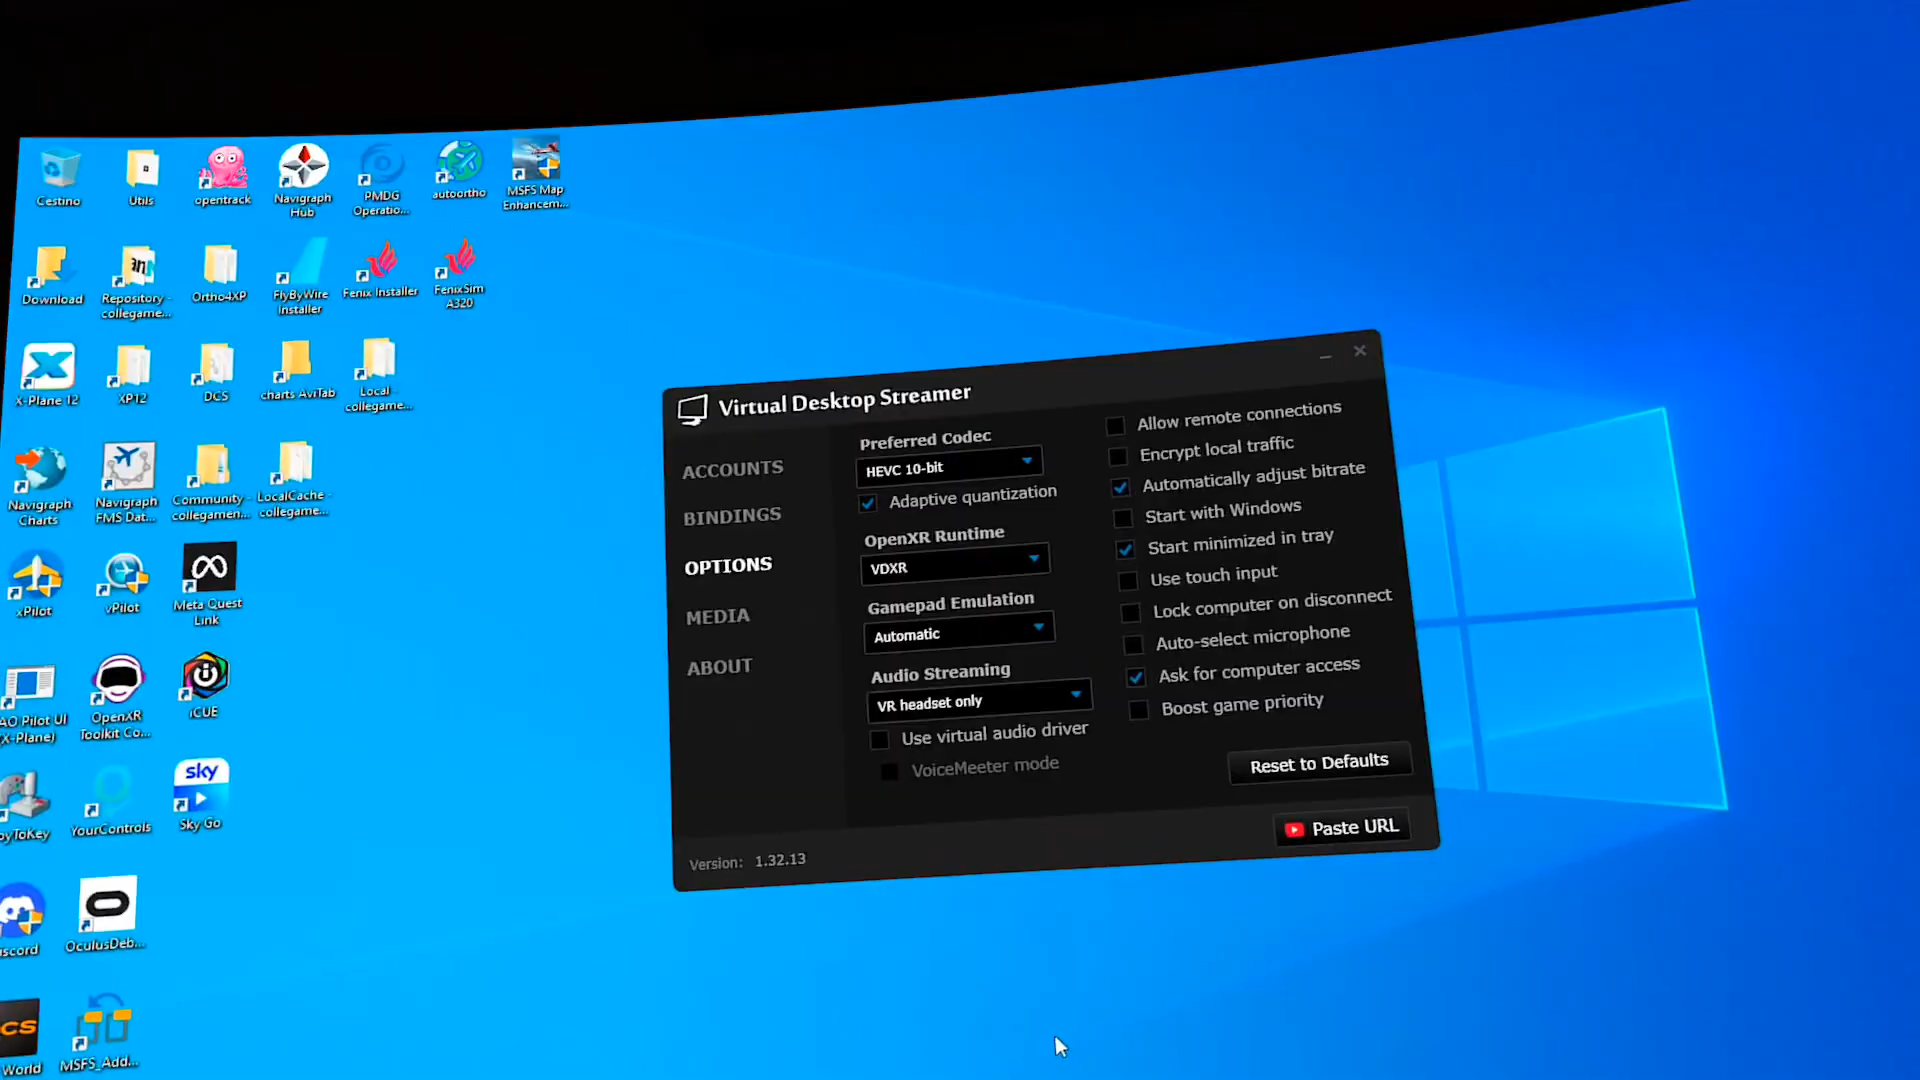 Cestino
Utils
opentrack
Navigraph
Hub
PMDG
Operatio...
autoortho
MSFS Map
Enhancem...
Download
Repository -
collegame...
Ortho4XP
FlyByWire
Installer
Fenix Installer
FenixSim
A320
X-Plane 12
XP12
DCS
charts AviTab
Local -
collegame...
Navigraph
Charts
Navigraph
FMS Dat...
Community -
collegamen...
LocalCache -
collegame...
xPilot
vPilot
Meta Quest
Link
AO Pilot UI
(X-Plane)
OpenXR
Toolkit Co...
iCUE
oyToKey
YourControls
sky
Sky Go
iscord
OculusDeb...
CS
World
MSFS_Add...
Virtual Desktop Streamer
ACCOUNTS
BINDINGS
OPTIONS
MEDIA
ABOUT
Preferred Codec
HEVC 10-bit
Adaptive quantization
OpenXR Runtime
VDXR
Gamepad Emulation
Automatic
Audio Streaming
VR headset only
Use virtual audio driver
VoiceMeeter mode
Allow remote connections
Encrypt local traffic
Automatically adjust bitrate
Start with Windows
Start minimized in tray
Use touch input
Lock computer on disconnect
Auto-select microphone
Ask for computer access
Boost game priority
Reset to Defaults
Paste URL
Version: 1.32.13